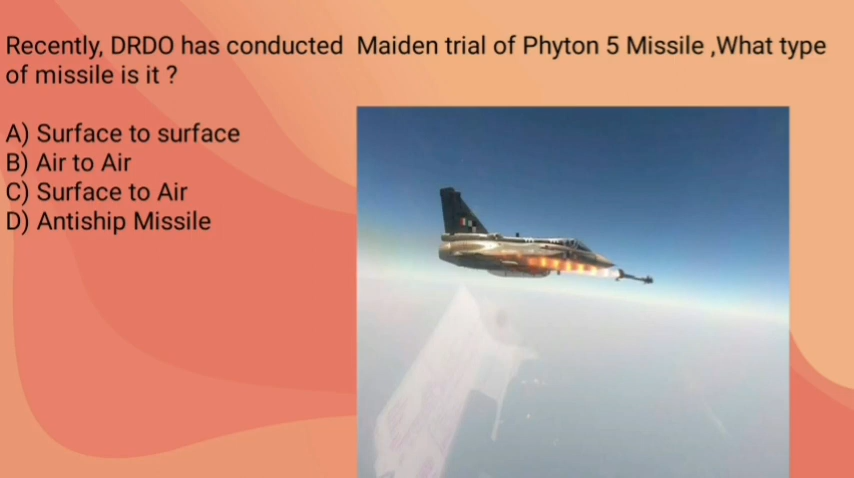 Recently, DRDO has conducted Maiden trial of Phyton 5 Missile ,What type
of missile is it ?
A) Surface to surface
B) Air to Air
C) Surface to Air
D) Antiship Missile